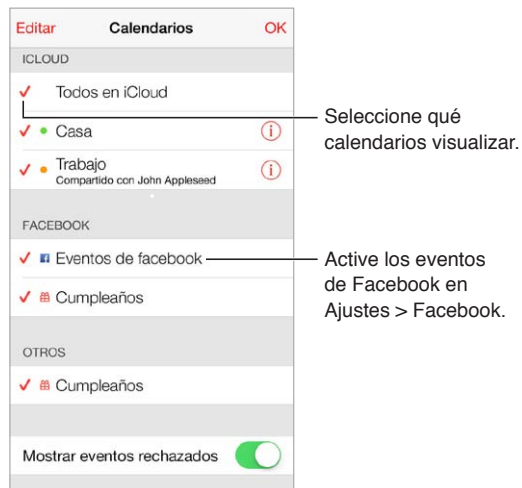 Editar Calendarios OK
ICLOUD
Todos en iCloud
Casa
Trabajo
Compartido con John Appleseed
Seleccione qué
calendarios visualizar.
FACEBOOK
Eventos de facebook
Cumpleaños
Active los eventos
de Facebook en
Ajustes > Facebook.
OTROS
Cumpleaños
Mostrar eventos rechazados